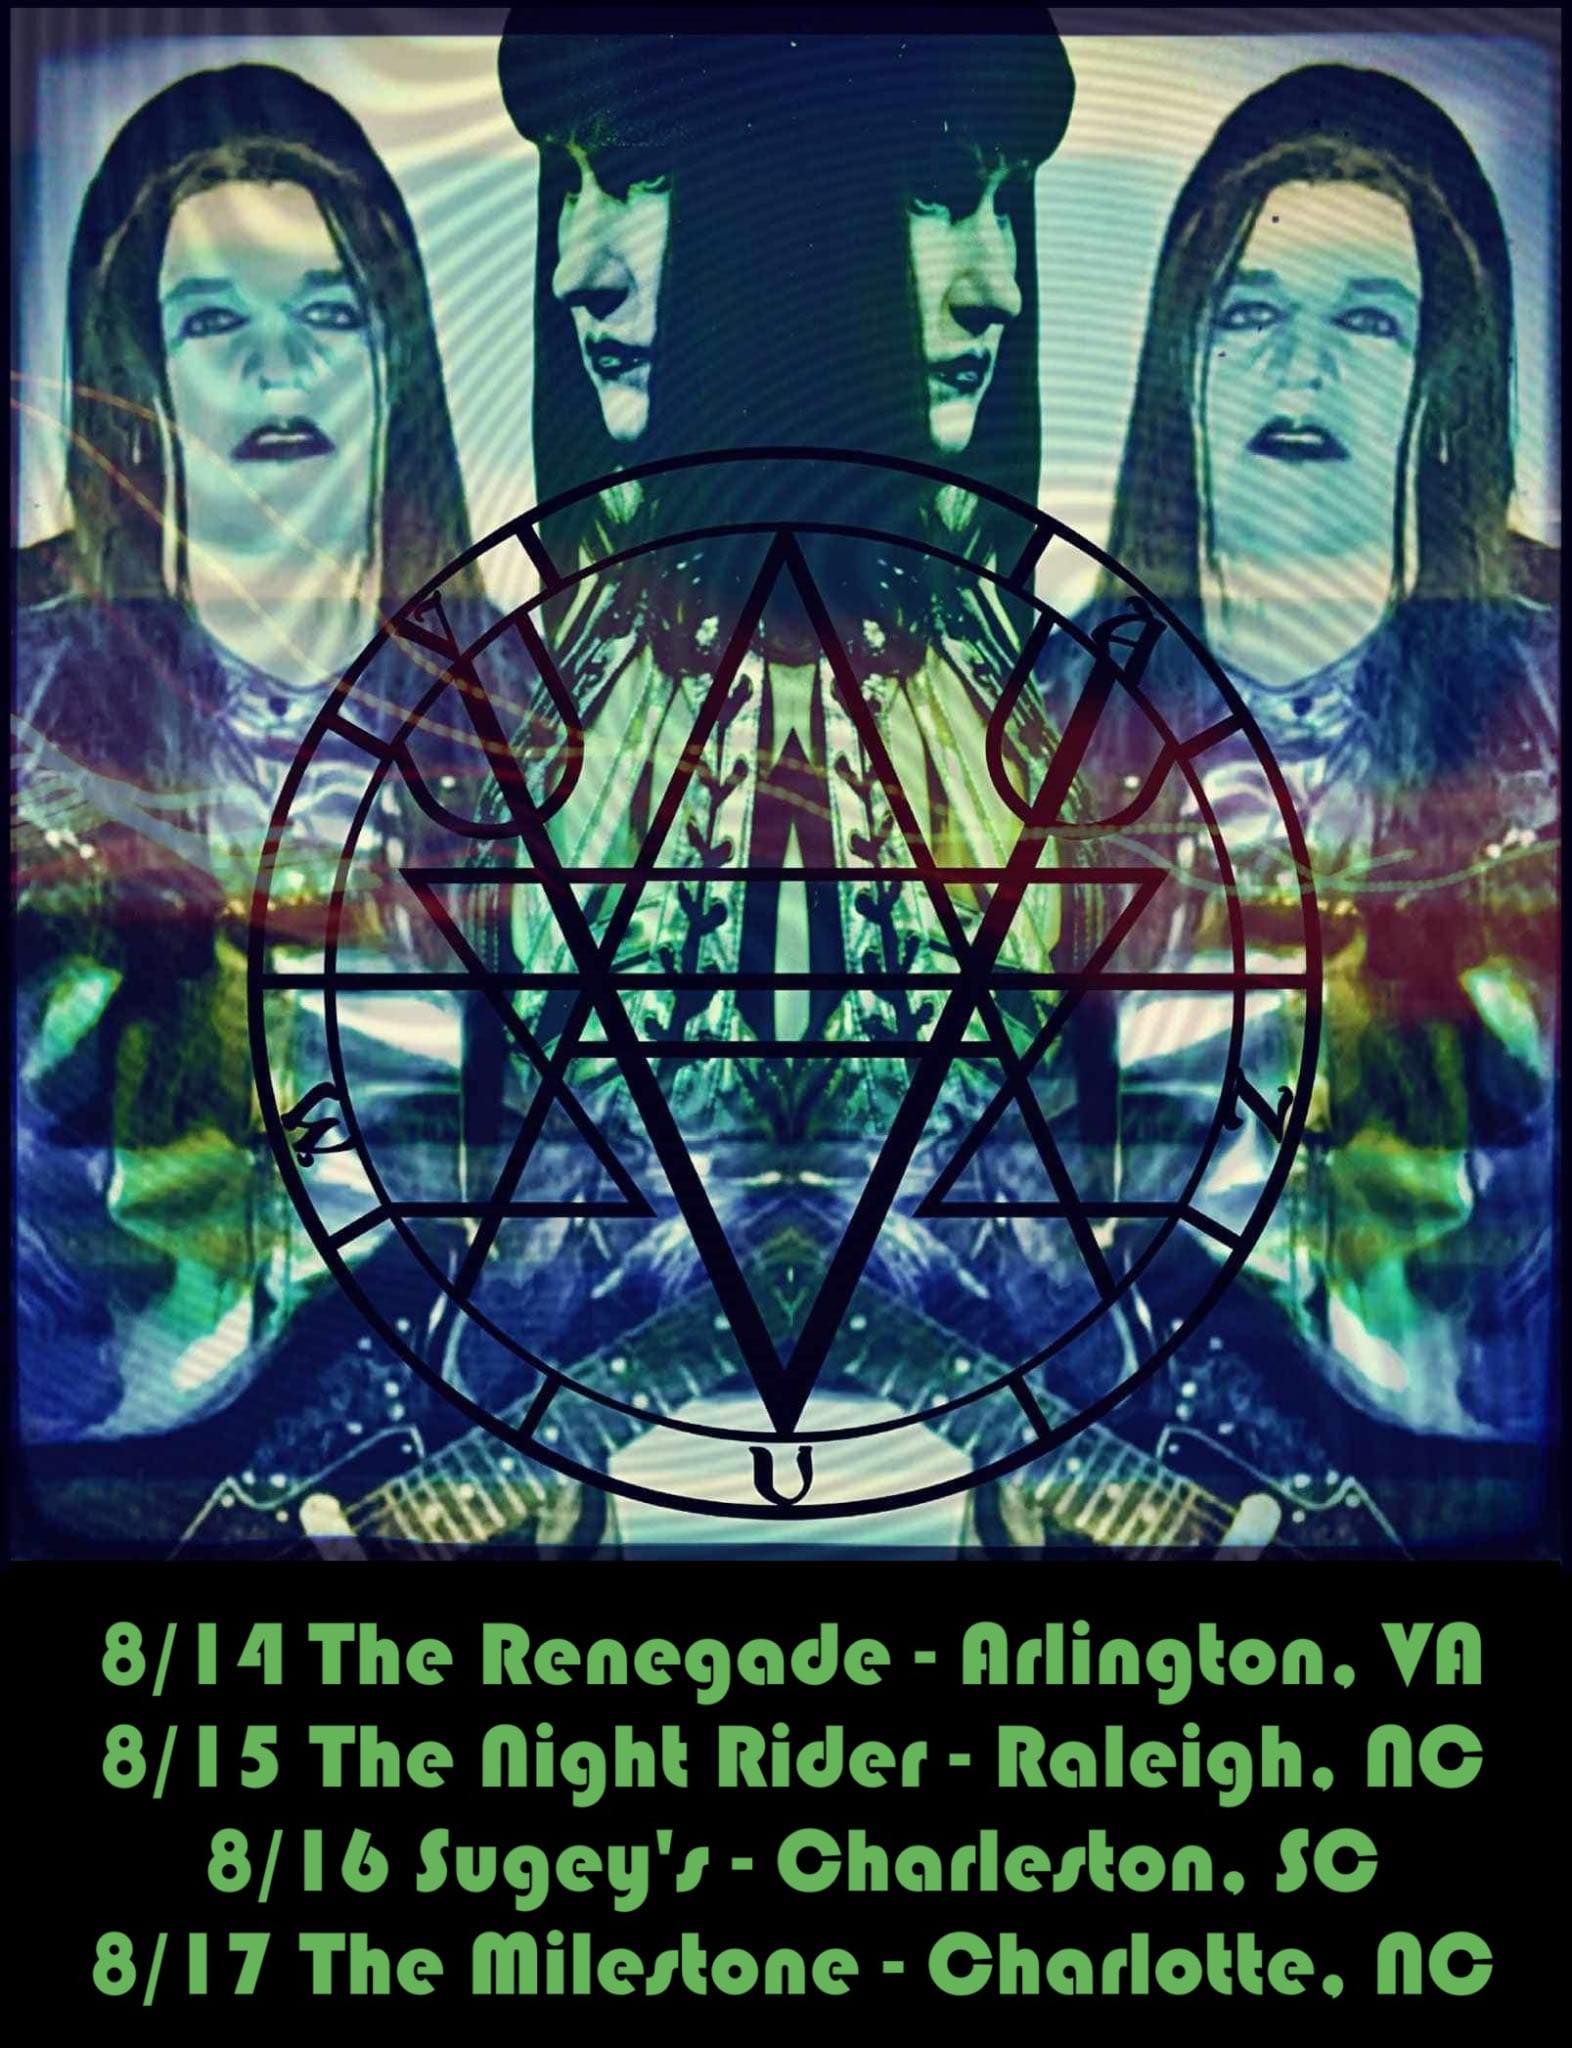 V
A
M
N
U
8/14 The Renegade - Arlington, VA
8/15 The Night Rider - Raleigh, NC
8/16 Sugey's - Charleston, SC
8/17 The Milestone - Charlotte, NC